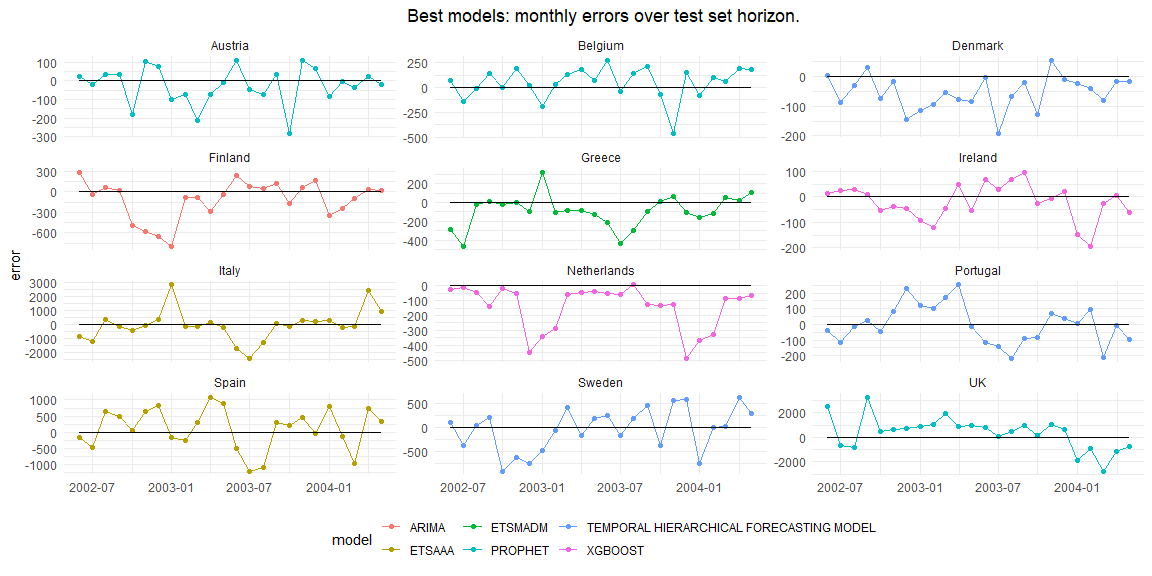 Best models: monthly errors over test set horizon.
Austria
Belgium
Denmark
100
0
-100
-200
-300
250
0
-250
-500
0
-100
-200
Finland
Greece
Ireland
300
0
-300
-600
200
0
-200
-400
100
0
-100
-200
error
Italy
Netherlands
Portugal
3000
2000
1000
0
-1000
-2000
0
-100
-200
-300
-400
-500
200
100
0
-100
-200
Spain
Sweden
UK
1000
500
0
-500
-1000
500
0
-500
2000
0
-2000
2002-07 2003-01 2003-07 2004-01
2002-07 2003-01 2003-07 2004-01
2002-07 2003-01 2003-07 2004-01
model
ARIMA ETSMADM TEMPORAL HIERARCHICAL FORECASTING MODEL
ETSAAA PROPHET XGBOOST